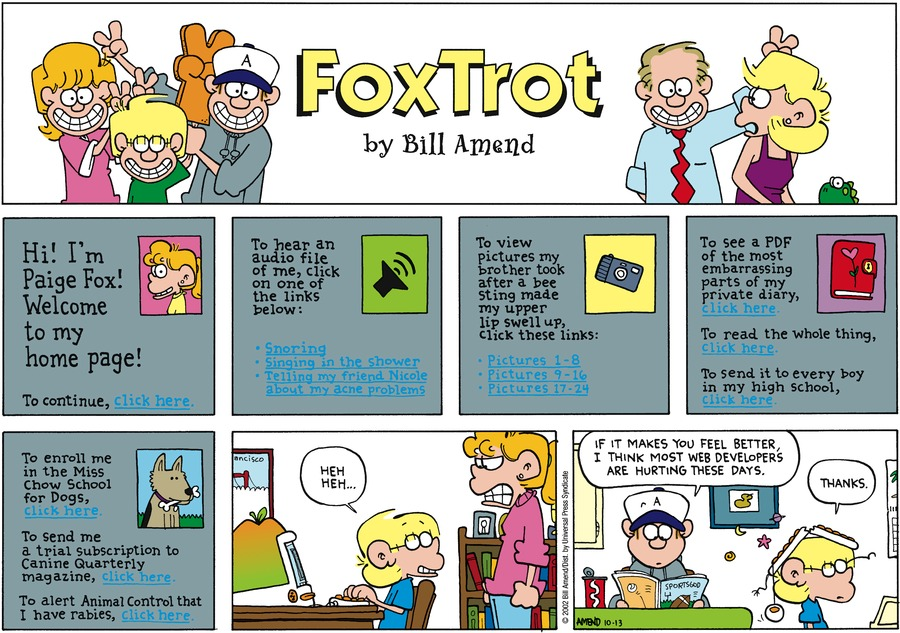 A
FoxTrot
by Bill Amend
Hi! I'm
Paige Fox!
Welcome
to my
home page!
To continue, click here.
To hear an
audio file
of me, click
on one of
the links
below:
• Snoring
• Singing in the shower
• Telling my friend Nicole
about my acne problems
To view
pictures my
brother took
after a bee
sting made
my upper
lip swell up,
click these links:
• Pictures 1-8
• Pictures 9-16
• Pictures 17-24
To see a PDF
of the most
embarrassing
parts of my
private diary,
click here.
To read the whole thing,
click here.
To send it to every boy
in my high school,
click here.
To enroll me
in the Miss
Chow School
for Dogs,
click here.
To send me
a trial subscription to
Canine Quarterly
magazine, click here.
To alert Animal Control that
I have rabies, click here.
ancisco
HEH
HEH...
© 2002 Bill Amend/Dist. by Universal Press Syndicate
IF IT MAKES YOU FEEL BETTER,
I THINK MOST WEB DEVELOPERS
ARE HURTING THESE DAYS.
THANKS.
A
SPORTSGOD
AMEND 10-13